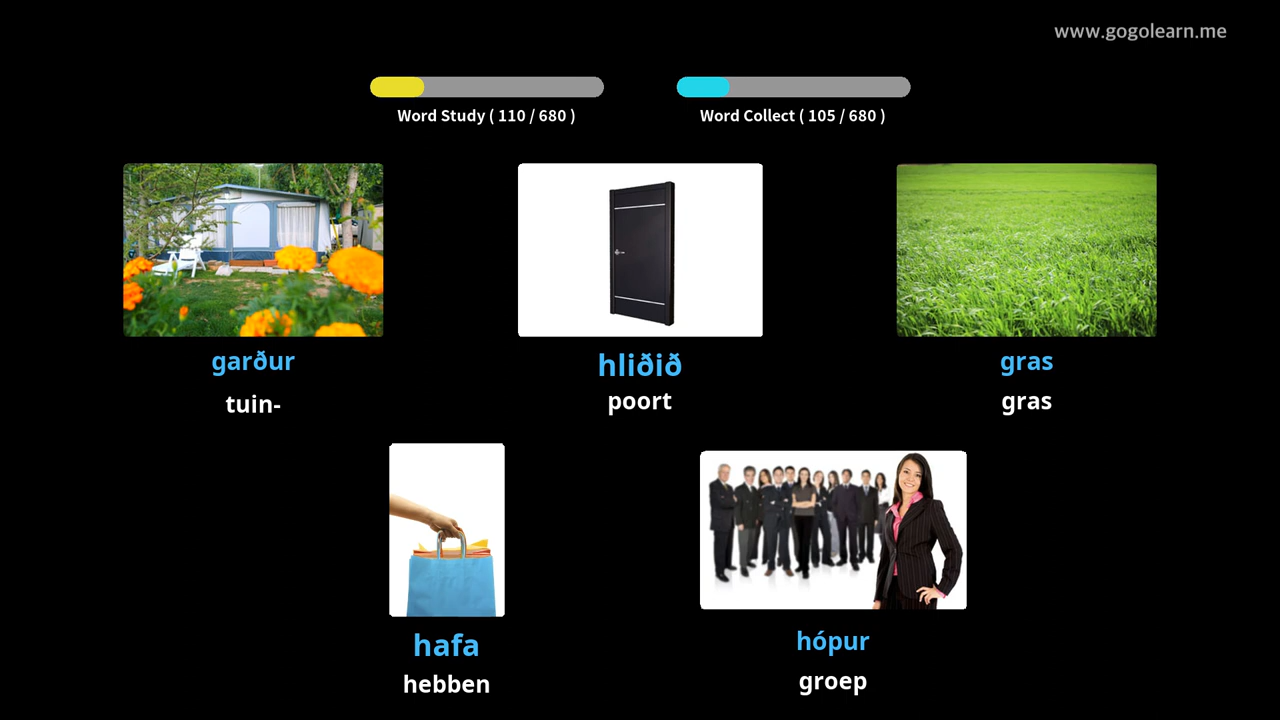 www.gogolearn.me
Word Study ( 110 / 680 )
Word Collect ( 105 / 680 )
garður
tuin-
hliðið
poort
gras
gras
hafa
hebben
hópur
groep